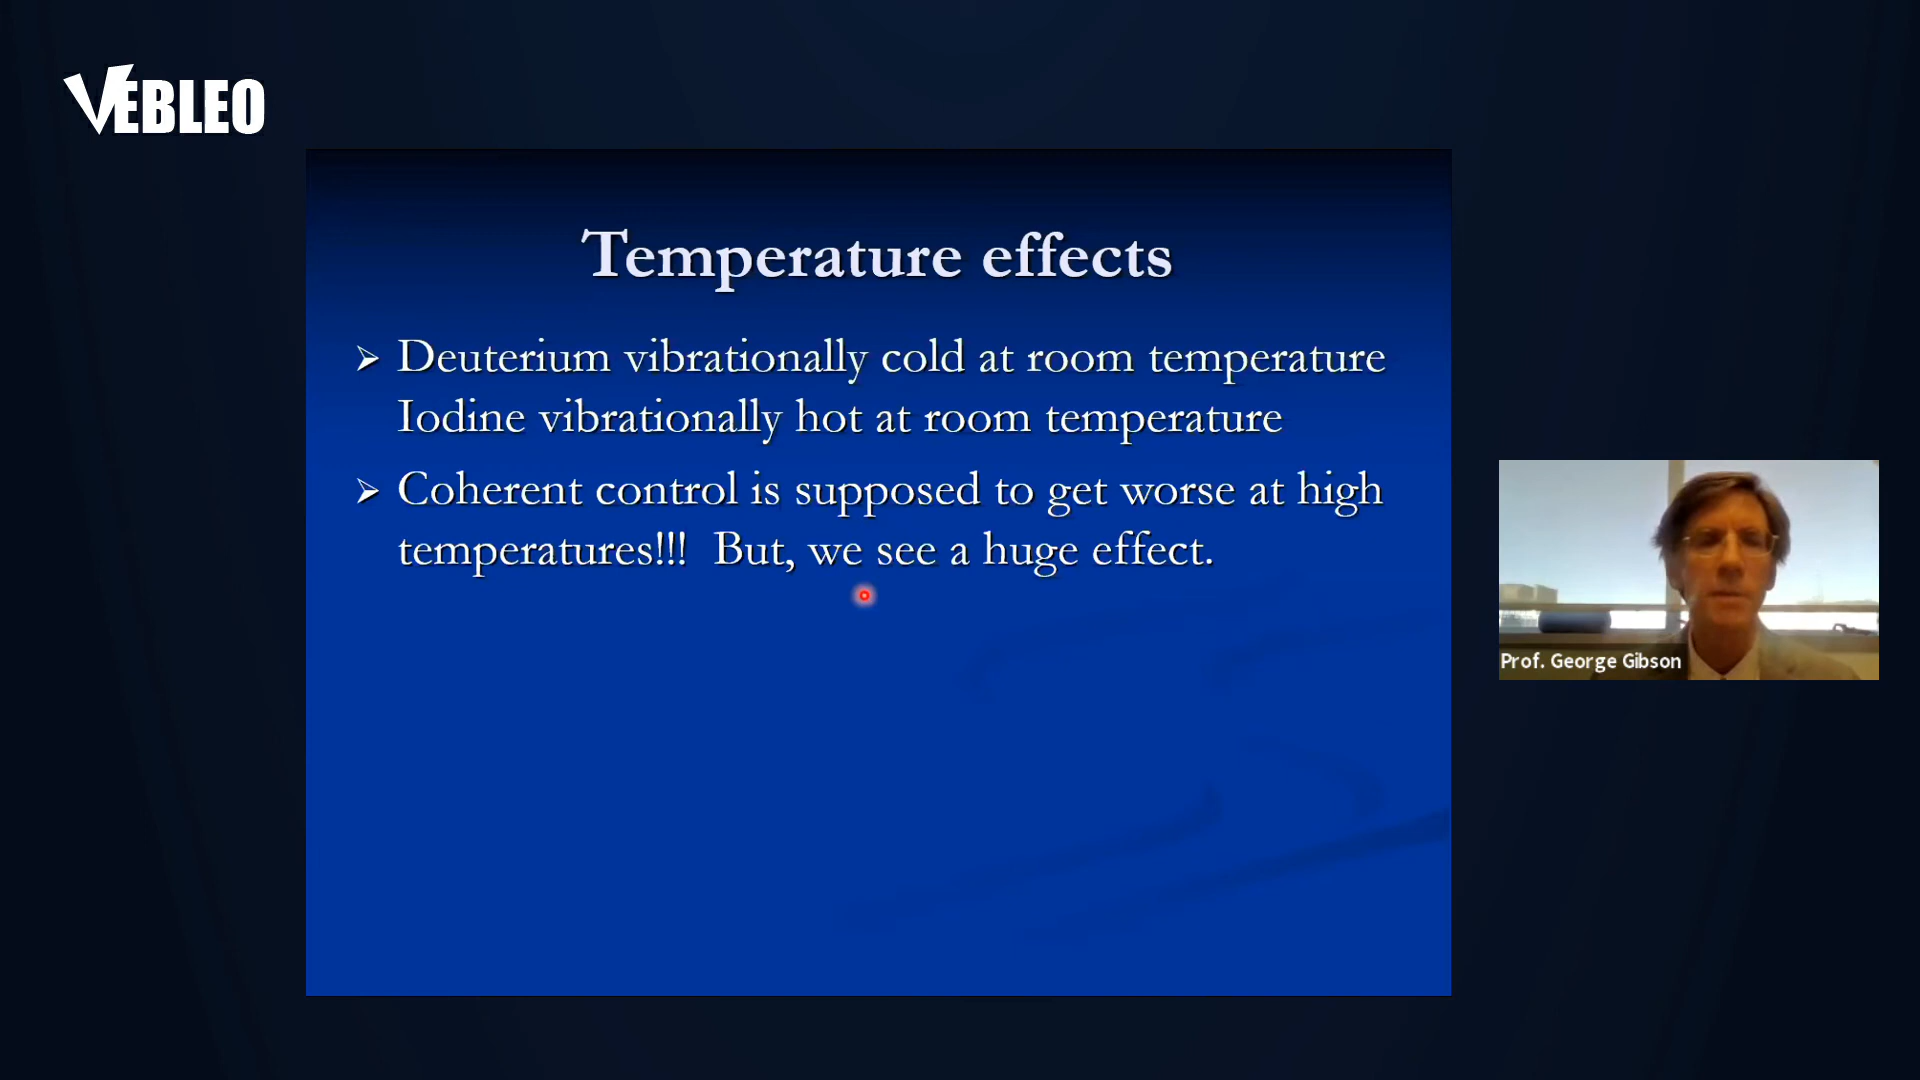 VEBLEO
Temperature effects
Deuterium vibrationally cold at room temperature
Iodine vibrationally hot at room temperature
Coherent control is supposed to get worse at high
temperatures!!! But, we see a huge effect.
Prof. George Gibson